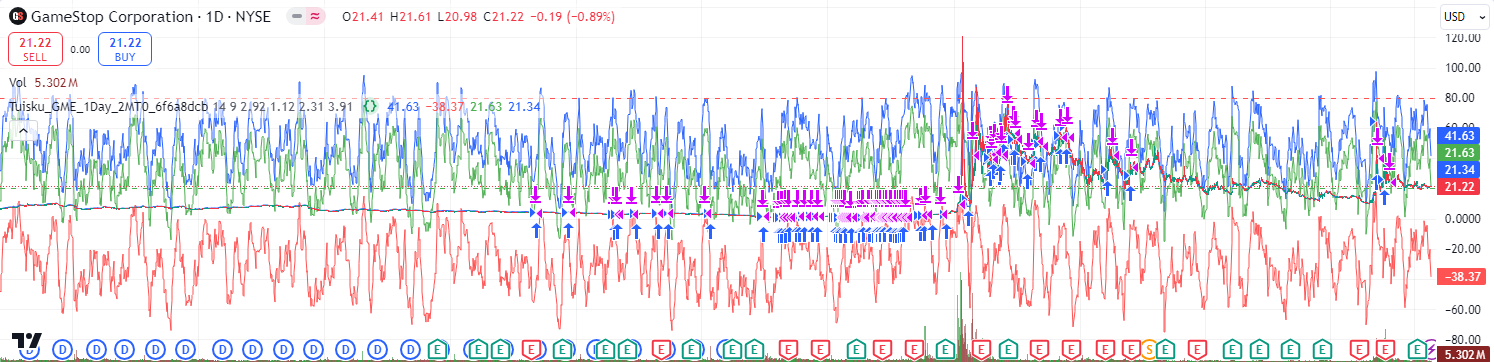 GameStop Corporation · 1D · NYSE O21.41 H21.61 L20.98 C21.22 −0.19 (−0.89%)
USD
21.22 SELL 0.00 21.22 BUY
Vol 5.302M
Tuisku_GME_1Day_2MT0_6f6a8dcb 14 9 2.92 1.12 2.31 3.91 {} 41.63 −38.37 21.63 21.34
120.00
100.00
80.00
60.00
41.63
21.63
21.34
21.22
0.0000
−20.00
−38.37
−60.00
−80.00
5.302M
D D D D D D D D D D D D E E E E D E E E E E E E E E E E E E E E E E E S E E E E E E E E